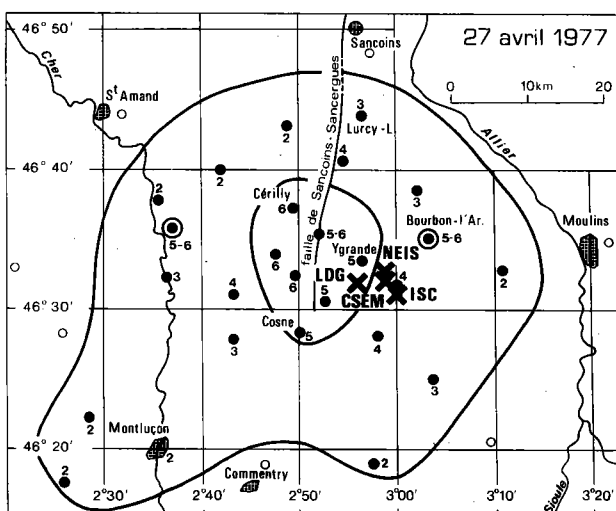 46° 50'
27 avril 1977
Sancoins
Cher
St Amand
0 10km 20
3
Lurcy-L.
Allier
2
4
faille de Sancoins-Sancergues
46° 40'
2
2
3
Cérilly
6
5-6
5-6
Bourbon-l'Ar.
5-6
Moulins
6
Ygrande
5
NEIS
3
6
LDG
4
2
4
5
CSEM
ISC
46° 30'
Cosne
5
3
4
3
2
Montluçon
2
46° 20'
2
Commentry
2
Sioule
2°30' 2°40' 2°50' 3°00' 3°10' 3°20'